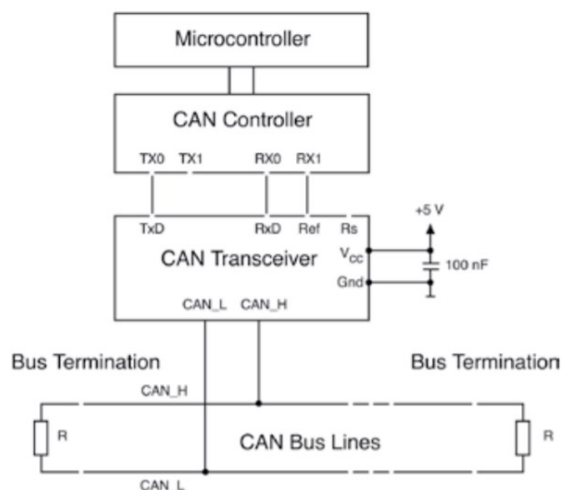 Microcontroller
CAN Controller
TX0 TX1 RX0 RX1
TxD RxD Ref Rs
+5 V
CAN Transceiver
VCC
100 nF
Gnd
CAN_L CAN_H
Bus Termination
Bus Termination
CAN_H
R
CAN Bus Lines
R
CAN_L